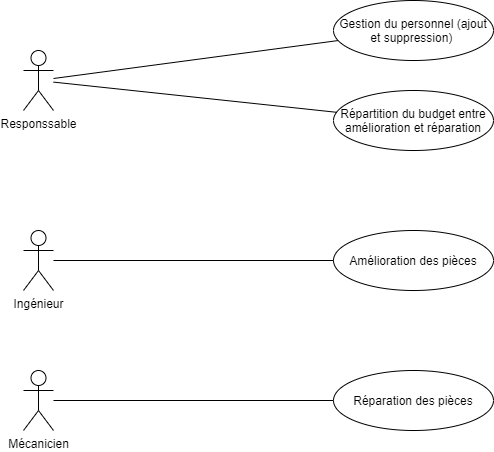 Gestion du personnel (ajout
et suppression)
Responssable
Répartition du budget entre
amélioration et réparation
Ingénieur
Amélioration des pièces
Mécanicien
Réparation des pièces